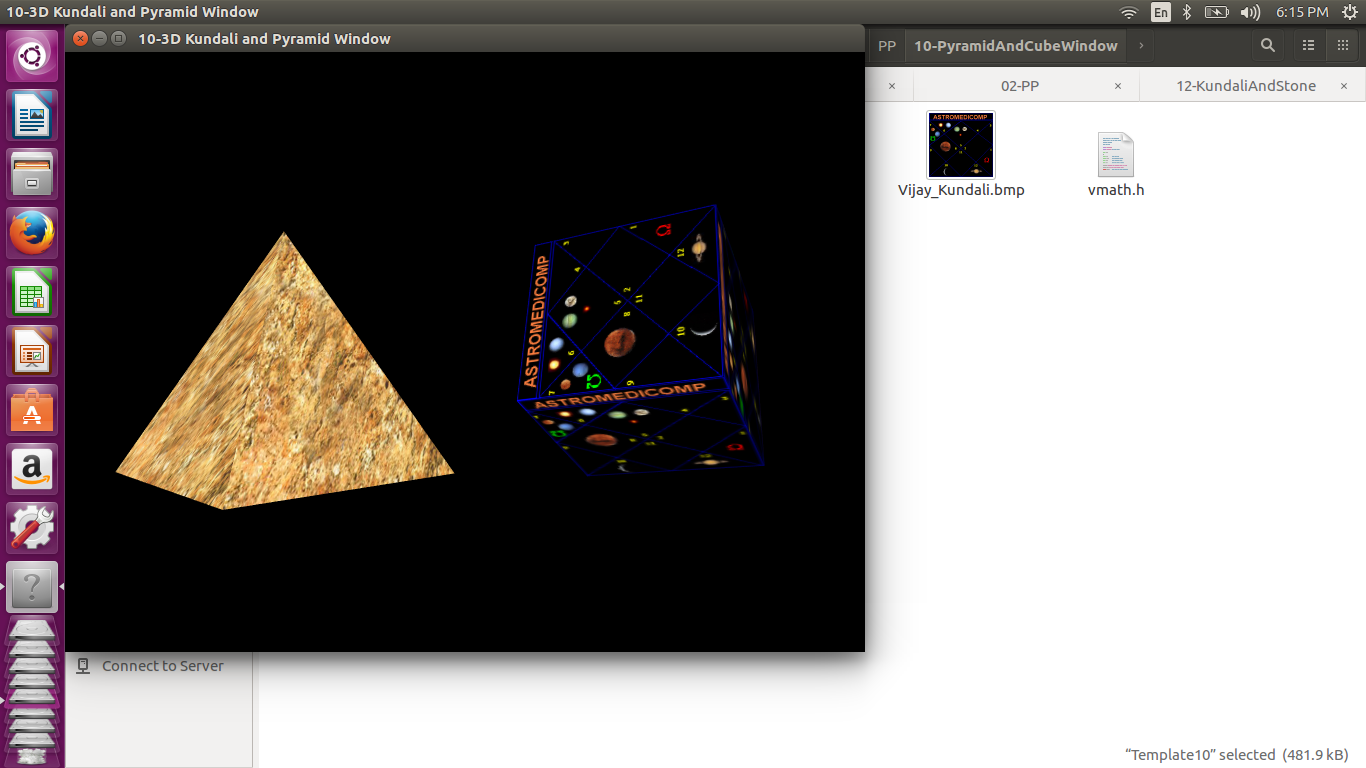 10-3D Kundali and Pyramid Window
En
6:15 PM
10-3D Kundali and Pyramid Window
PP
10-PyramidAndCubeWindow
02-PP
12-KundaliAndStone
ASTROMEDICOMP
Vijay_Kundali.bmp
vmath.h
ASTROMEDICOMP
3
1
12
4
2
5
11
8
10
6
9
7
ASTROMEDICOMP
Connect to Server
“Template10” selected (481.9 kB)